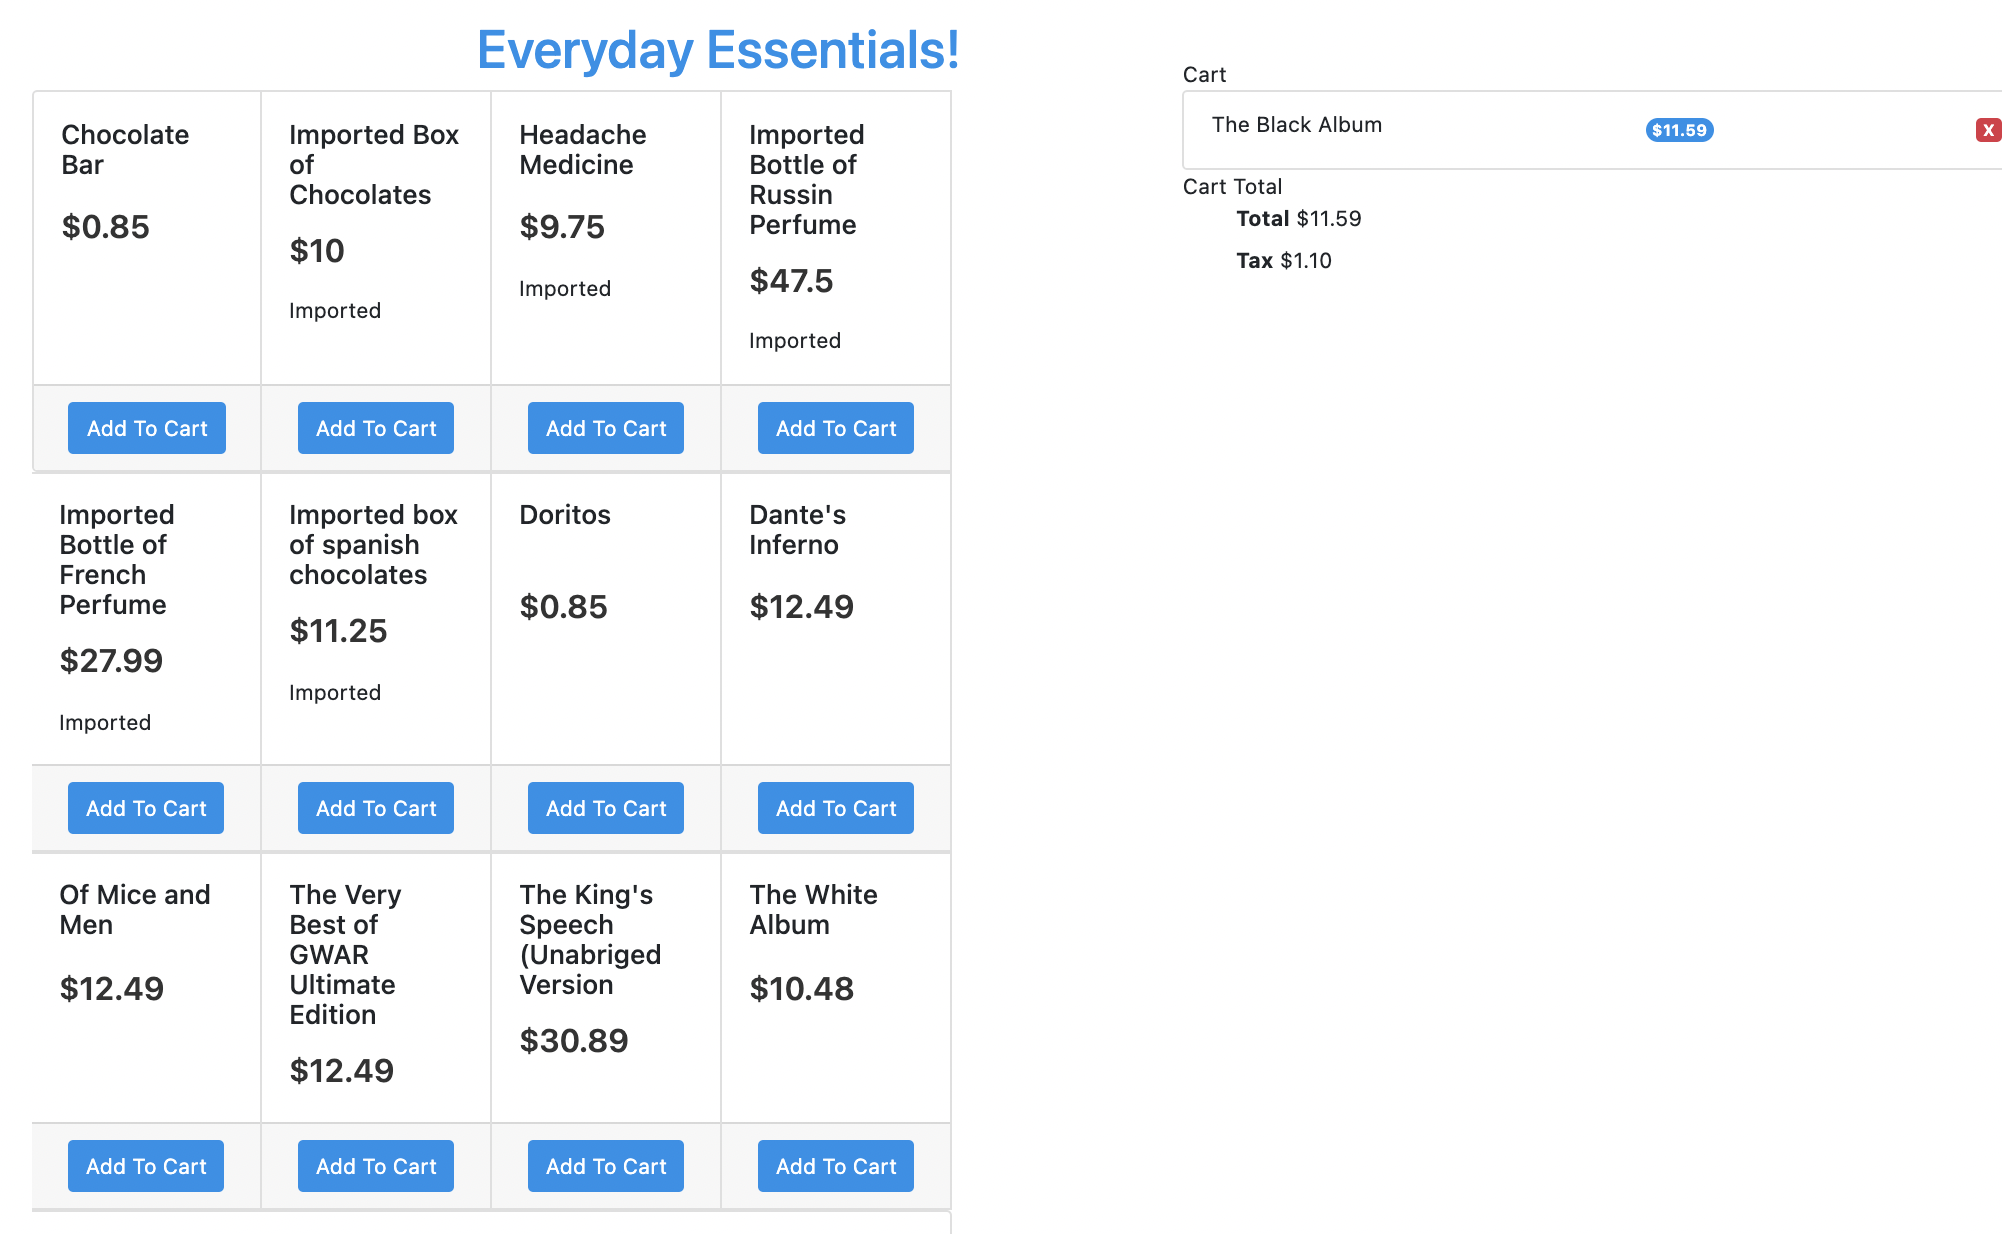 Everyday Essentials!
Chocolate
Bar
$0.85
Add To Cart
Imported Box
of
Chocolates
$10
Imported
Add To Cart
Headache
Medicine
$9.75
Imported
Add To Cart
Imported
Bottle of
Russin
Perfume
$47.5
Imported
Add To Cart
Imported
Bottle of
French
Perfume
$27.99
Imported
Add To Cart
Imported box
of spanish
chocolates
$11.25
Imported
Add To Cart
Doritos
$0.85
Add To Cart
Dante's
Inferno
$12.49
Add To Cart
Of Mice and
Men
$12.49
Add To Cart
The Very
Best of
GWAR
Ultimate
Edition
$12.49
Add To Cart
The King's
Speech
(Unabriged
Version
$30.89
Add To Cart
The White
Album
$10.48
Add To Cart
Cart
The Black Album $11.59 X
Cart Total
Total $11.59
Tax $1.10